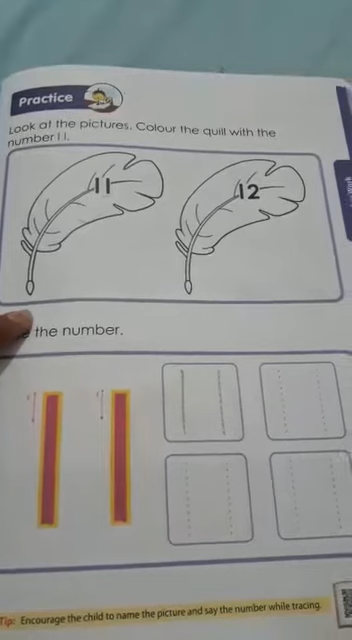 Practice
Look at the pictures. Colour the quill with the
number 11.
11
12
the number.
Tip: Encourage the child to name the picture and say the number while tracing.